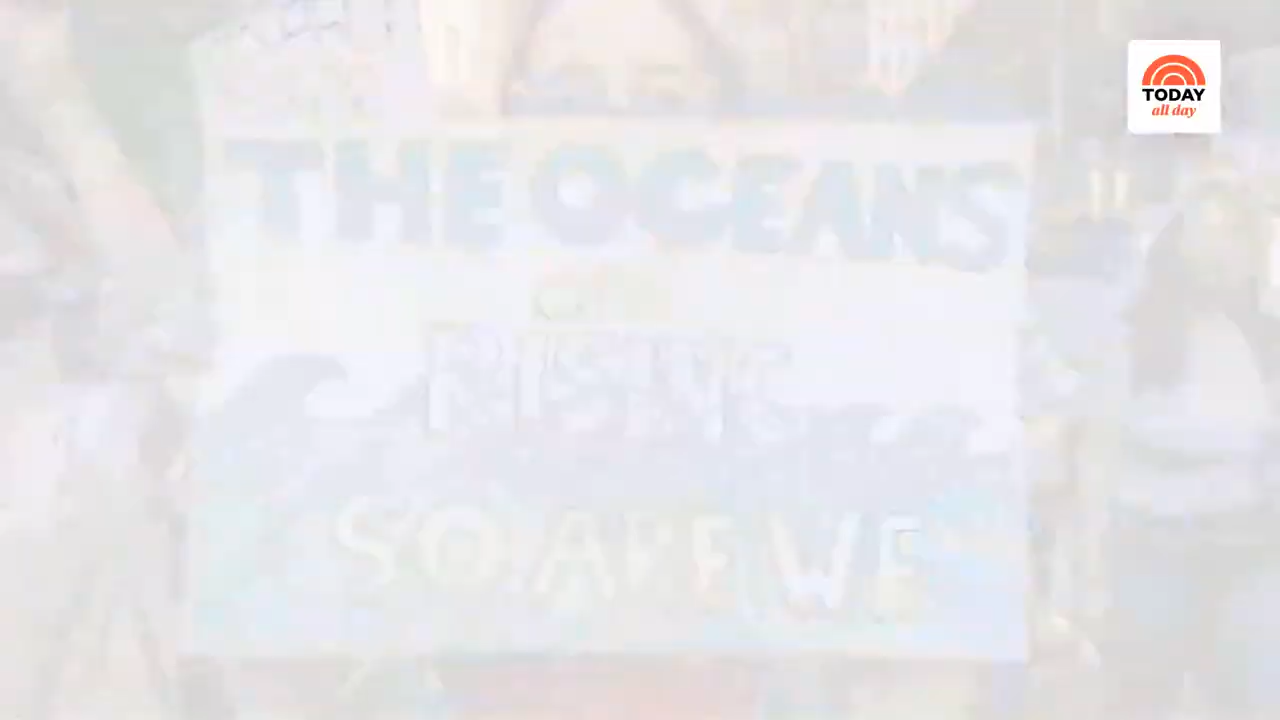 TODAY
all day
THE OCEANS
RISING
SO ARE WE